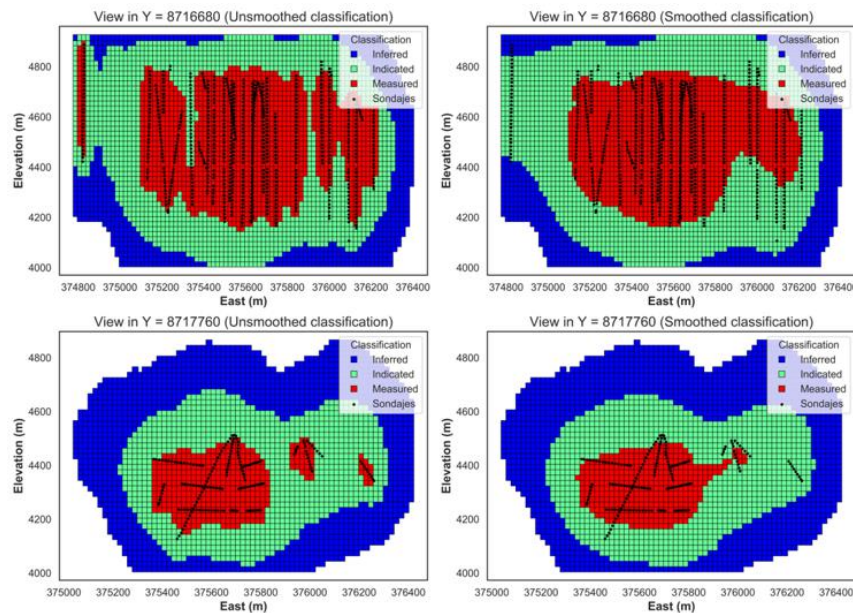 View in Y = 8716680 (Unsmoothed classification)
Classification
Inferred
Indicated
Measured
Sondajes
4800
4600
4400
4200
4000
Elevation (m)
374800 375000 375200 375400 375600 375800 376000 376200 376400
East (m)
View in Y = 8716680 (Smoothed classification)
Classification
Inferred
Indicated
Measured
Sondajes
4800
4600
4400
4200
4000
Elevation (m)
374800 375000 375200 375400 375600 375800 376000 376200 376400
East (m)
View in Y = 8717760 (Unsmoothed classification)
Classification
Inferred
Indicated
Measured
Sondajes
4800
4600
4400
4200
4000
Elevation (m)
375000 375200 375400 375600 375800 376000 376200 376400
East (m)
View in Y = 8717760 (Smoothed classification)
Classification
Inferred
Indicated
Measured
Sondajes
4800
4600
4400
4200
4000
Elevation (m)
375000 375200 375400 375600 375800 376000 376200 376400
East (m)